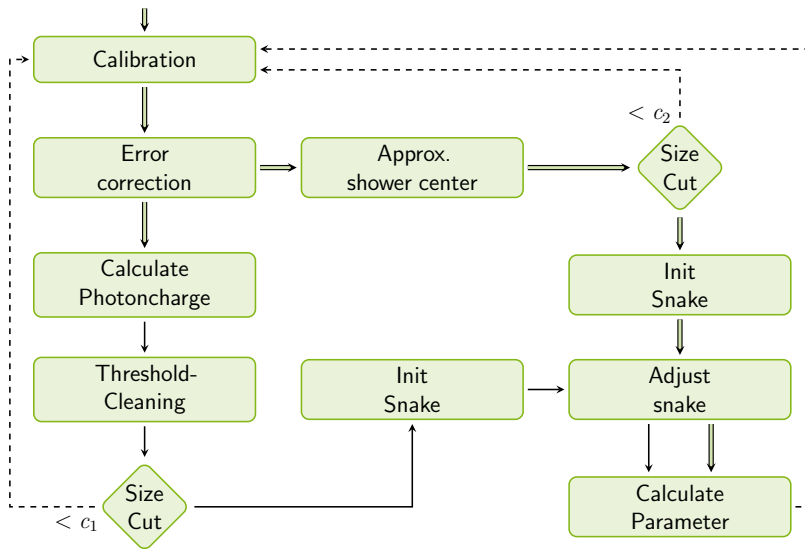 Calibration
< c₂
Error
correction
Approx.
shower center
Size
Cut
Calculate
Photoncharge
Init
Snake
Threshold-
Cleaning
Init
Snake
Adjust
snake
Size
Cut
< c₁
Calculate
Parameter